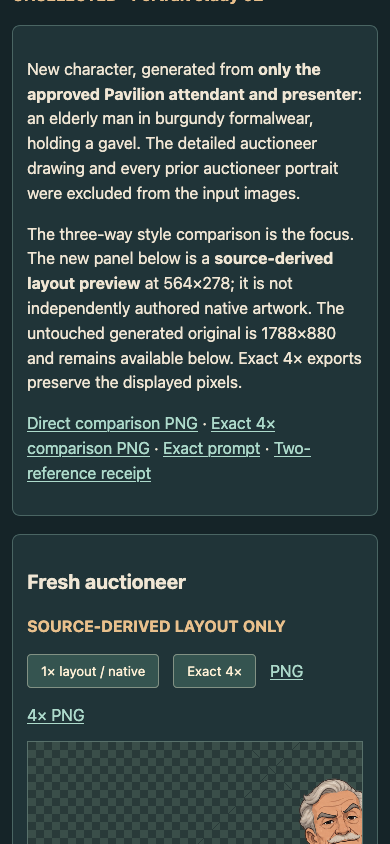 New character, generated from only the
approved Pavilion attendant and presenter:
an elderly man in burgundy formalwear,
holding a gavel. The detailed auctioneer
drawing and every prior auctioneer portrait
were excluded from the input images.
The three-way style comparison is the focus.
The new panel below is a source-derived
layout preview at 564×278; it is not
independently authored native artwork. The
untouched generated original is 1788×880
and remains available below. Exact 4× exports
preserve the displayed pixels.
Direct comparison PNG · Exact 4×
comparison PNG · Exact prompt · Two-
reference receipt
Fresh auctioneer
SOURCE-DERIVED LAYOUT ONLY
1× layout / native Exact 4× PNG
4× PNG